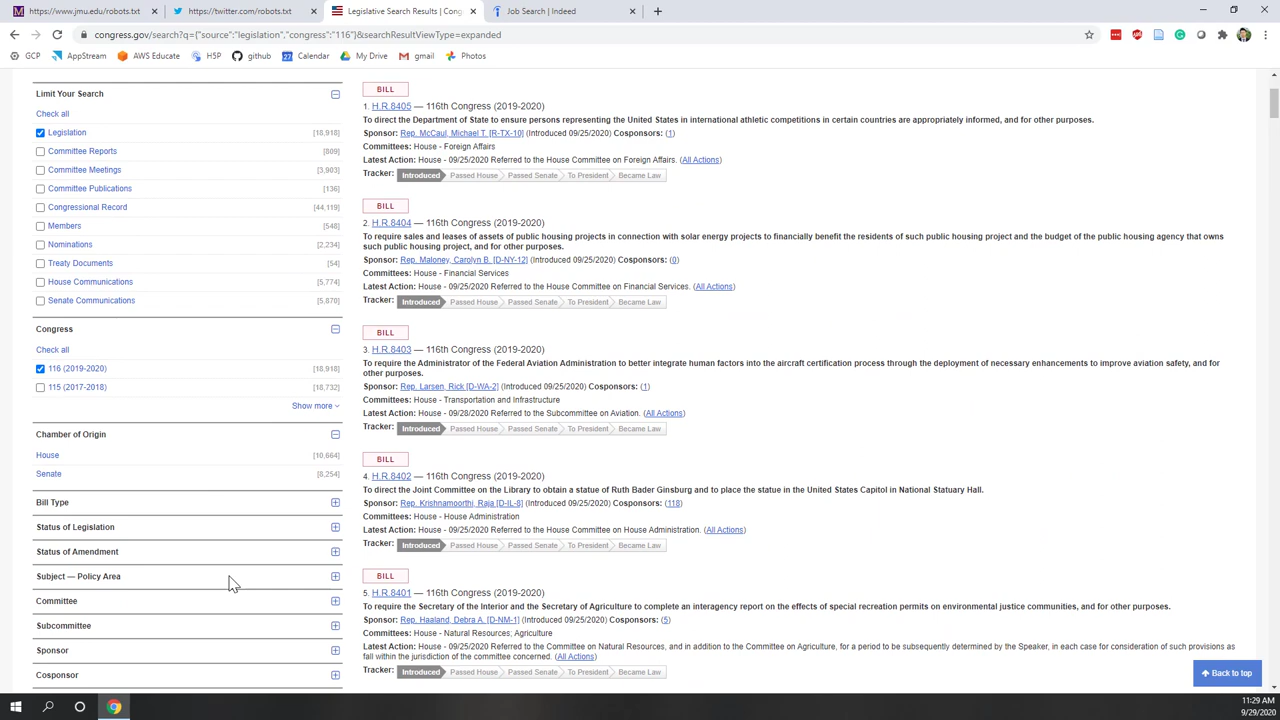 https://www.jmu.edu/robots.txt
https://twitter.com/robots.txt
Legislative Search Results | Cong
Job Search | Indeed
congress.gov/search?q={"source":"legislation","congress":"116"}&searchResultViewType=expanded
GCP
AppStream
AWS Educate
H5P
github
Calendar
My Drive
gmail
Photos
Limit Your Search
Check all
Legislation [18,918]
Committee Reports [809]
Committee Meetings [3,903]
Committee Publications [136]
Congressional Record [44,119]
Members [548]
Nominations [2,234]
Treaty Documents [54]
House Communications [5,774]
Senate Communications [5,870]
Congress
Check all
116 (2019-2020) [18,918]
115 (2017-2018) [18,732]
Show more
Chamber of Origin
House [10,664]
Senate [8,254]
Bill Type
Status of Legislation
Status of Amendment
Subject — Policy Area
Committee
Subcommittee
Sponsor
Cosponsor
BILL
1. H.R.8405 — 116th Congress (2019-2020)
To direct the Department of State to ensure persons representing the United States in international athletic competitions in certain countries are appropriately informed, and for other purposes.
Sponsor: Rep. McCaul, Michael T. [R-TX-10] (Introduced 09/25/2020) Cosponsors: (1)
Committees: House - Foreign Affairs
Latest Action: House - 09/25/2020 Referred to the House Committee on Foreign Affairs. (All Actions)
Tracker: Introduced Passed House Passed Senate To President Became Law
BILL
2. H.R.8404 — 116th Congress (2019-2020)
To require sales and leases of assets of public housing projects in connection with solar energy projects to financially benefit the residents of such public housing project and the budget of the public housing agency that owns
such public housing project, and for other purposes.
Sponsor: Rep. Maloney, Carolyn B. [D-NY-12] (Introduced 09/25/2020) Cosponsors: (0)
Committees: House - Financial Services
Latest Action: House - 09/25/2020 Referred to the House Committee on Financial Services. (All Actions)
Tracker: Introduced Passed House Passed Senate To President Became Law
BILL
3. H.R.8403 — 116th Congress (2019-2020)
To require the Administrator of the Federal Aviation Administration to better integrate human factors into the aircraft certification process through the deployment of necessary enhancements to improve aviation safety, and for
other purposes.
Sponsor: Rep. Larsen, Rick [D-WA-2] (Introduced 09/25/2020) Cosponsors: (1)
Committees: House - Transportation and Infrastructure
Latest Action: House - 09/28/2020 Referred to the Subcommittee on Aviation. (All Actions)
Tracker: Introduced Passed House Passed Senate To President Became Law
BILL
4. H.R.8402 — 116th Congress (2019-2020)
To direct the Joint Committee on the Library to obtain a statue of Ruth Bader Ginsburg and to place the statue in the United States Capitol in National Statuary Hall.
Sponsor: Rep. Krishnamoorthi, Raja [D-IL-8] (Introduced 09/25/2020) Cosponsors: (118)
Committees: House - House Administration
Latest Action: House - 09/25/2020 Referred to the House Committee on House Administration. (All Actions)
Tracker: Introduced Passed House Passed Senate To President Became Law
BILL
5. H.R.8401 — 116th Congress (2019-2020)
To require the Secretary of the Interior and the Secretary of Agriculture to complete an interagency report on the effects of special recreation permits on environmental justice communities, and for other purposes.
Sponsor: Rep. Haaland, Debra A. [D-NM-1] (Introduced 09/25/2020) Cosponsors: (5)
Committees: House - Natural Resources; Agriculture
Latest Action: House - 09/25/2020 Referred to the Committee on Natural Resources, and in addition to the Committee on Agriculture, for a period to be subsequently determined by the Speaker, in each case for consideration of such provisions as
fall within the jurisdiction of the committee concerned. (All Actions)
Tracker: Introduced Passed House Passed Senate To President Became Law
Back to top
11:29 AM
9/29/2020